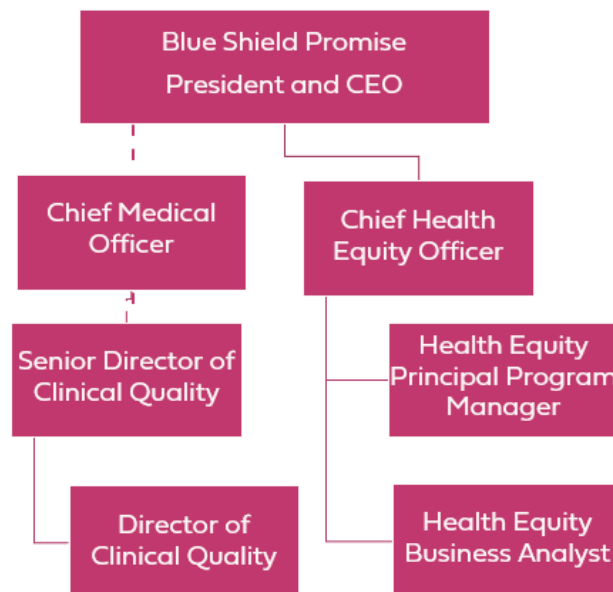 Blue Shield Promise
President and CEO
Chief Medical
Officer
Chief Health
Equity Officer
Senior Director of
Clinical Quality
Health Equity
Principal Program
Manager
Director of
Clinical Quality
Health Equity
Business Analyst